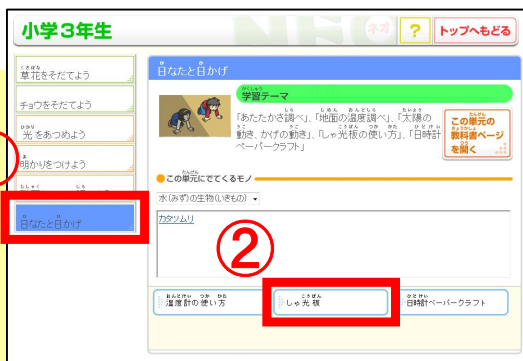 小学3年生
ネオ
?
トップへもどる
草花をそだてよう
チョウをそだてよう
光をあつめよう
明かりをつけよう
日なたと日かげ
日なたと日かげ
学習テーマ
「あたたかさ調べ」、「地面の温度調べ」、「太陽の
動き、かげの動き」、「しゃ光板の使い方」、「日時計
ペーパークラフト」
この単元の
教科書ページ
を開く
この単元にでてくるモノ
水(みず)の生物(いきもの)
カタツムリ
②
温度計の使い方
しゃ光板
日時計ペーパークラフト